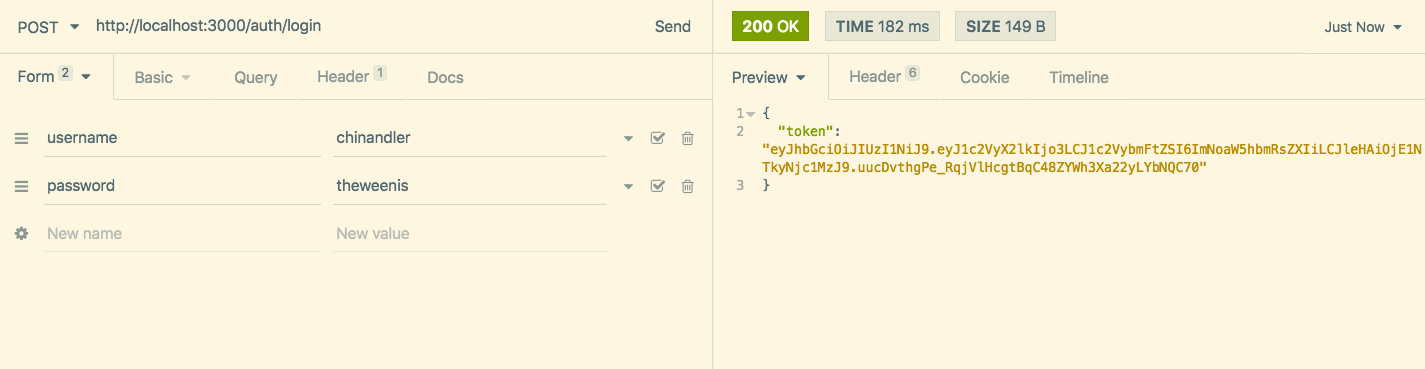 POST http://localhost:3000/auth/login Send
200 OK TIME 182 ms SIZE 149 B Just Now
Form 2 Basic Query Header 1 Docs
Preview Header 6 Cookie Timeline
username chinandler
password theweenis
New name New value
1 {
2 "token":
"eyJhbGciOiJIUzI1NiJ9.eyJ1c2VyX2lkIjo3LCJ1c2VybmFtZSI6ImNoaW5hbmRsZXIiLCJleHAiOjE1N
TkyNjc1MzJ9.uucDvthgPe_RqjVlHcgtBqC48ZYWh3Xa22yLYbNQC70"
3 }